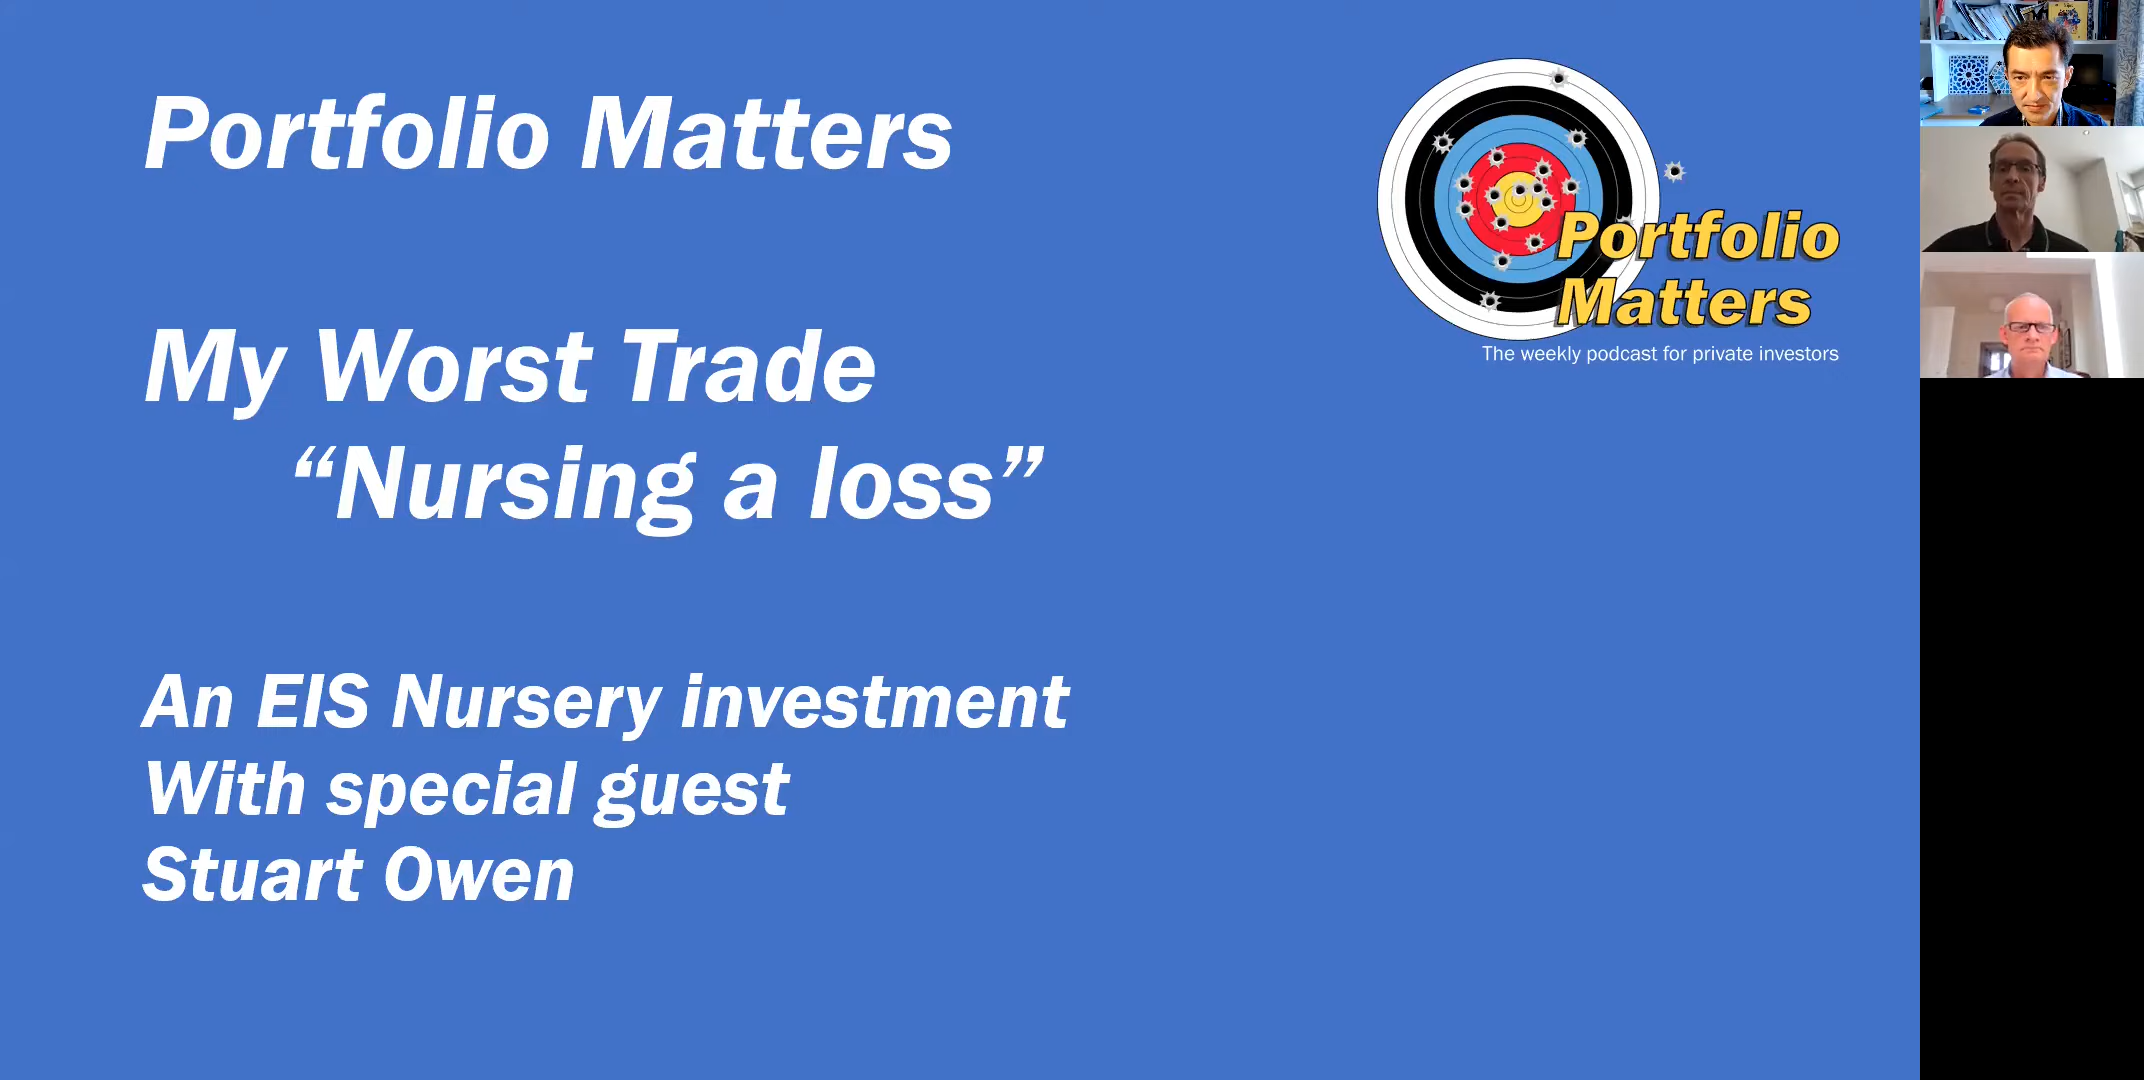 Portfolio Matters
My Worst Trade
“Nursing a loss”
An EIS Nursery investment
With special guest
Stuart Owen
Portfolio
Matters
The weekly podcast for private investors